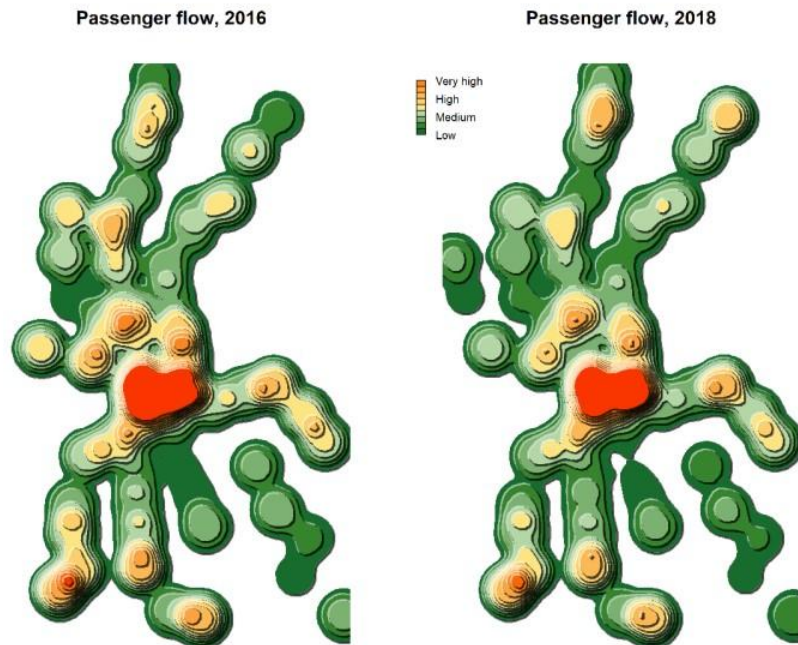 Passenger flow, 2016
Passenger flow, 2018
Very high
High
Medium
Low